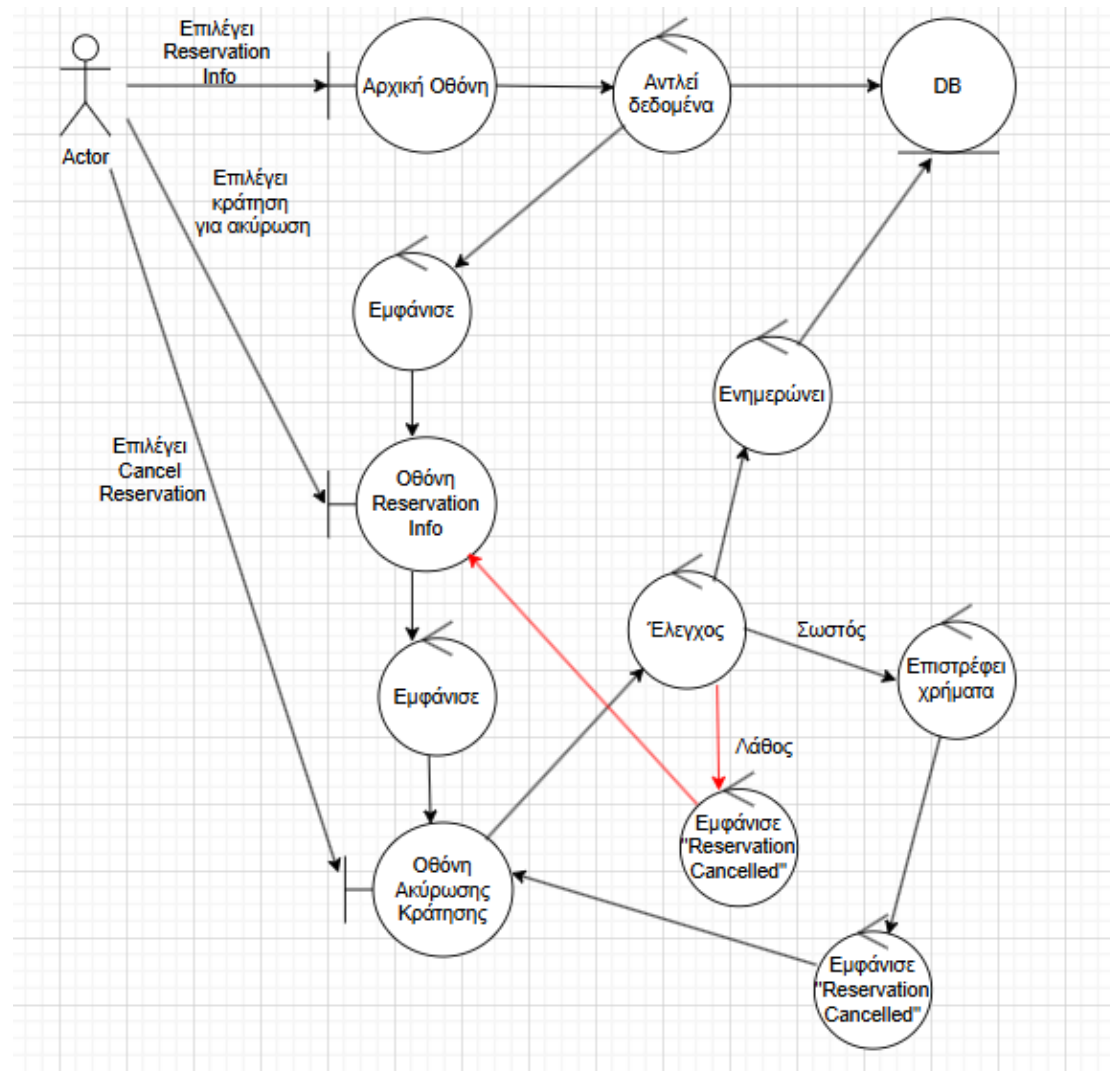 Επιλέγει
Reservation
Info
Actor
Αρχική Οθόνη
Αντλεί
δεδομένα
DB
Επιλέγει
κράτηση
για ακύρωση
Εμφάνισε
Ενημερώνει
Επιλέγει
Cancel
Reservation
Οθόνη
Reservation
Info
Έλεγχος
Σωστός
Επιστρέφει
χρήματα
Εμφάνισε
Λάθος
Εμφάνισε
"Reservation
Cancelled"
Οθόνη
Ακύρωσης
Κράτησης
Εμφάνισε
"Reservation
Cancelled"